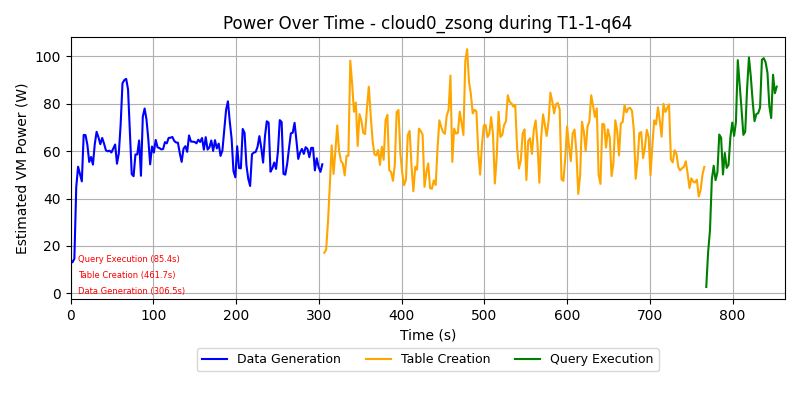 Power Over Time - cloud0_zsong during T1-1-q64
Estimated VM Power (W)
100
80
60
40
20
0
Query Execution (85.4s)
Table Creation (461.7s)
Data Generation (306.5s)
0 100 200 300 400 500 600 700 800
Time (s)
Data Generation Table Creation Query Execution